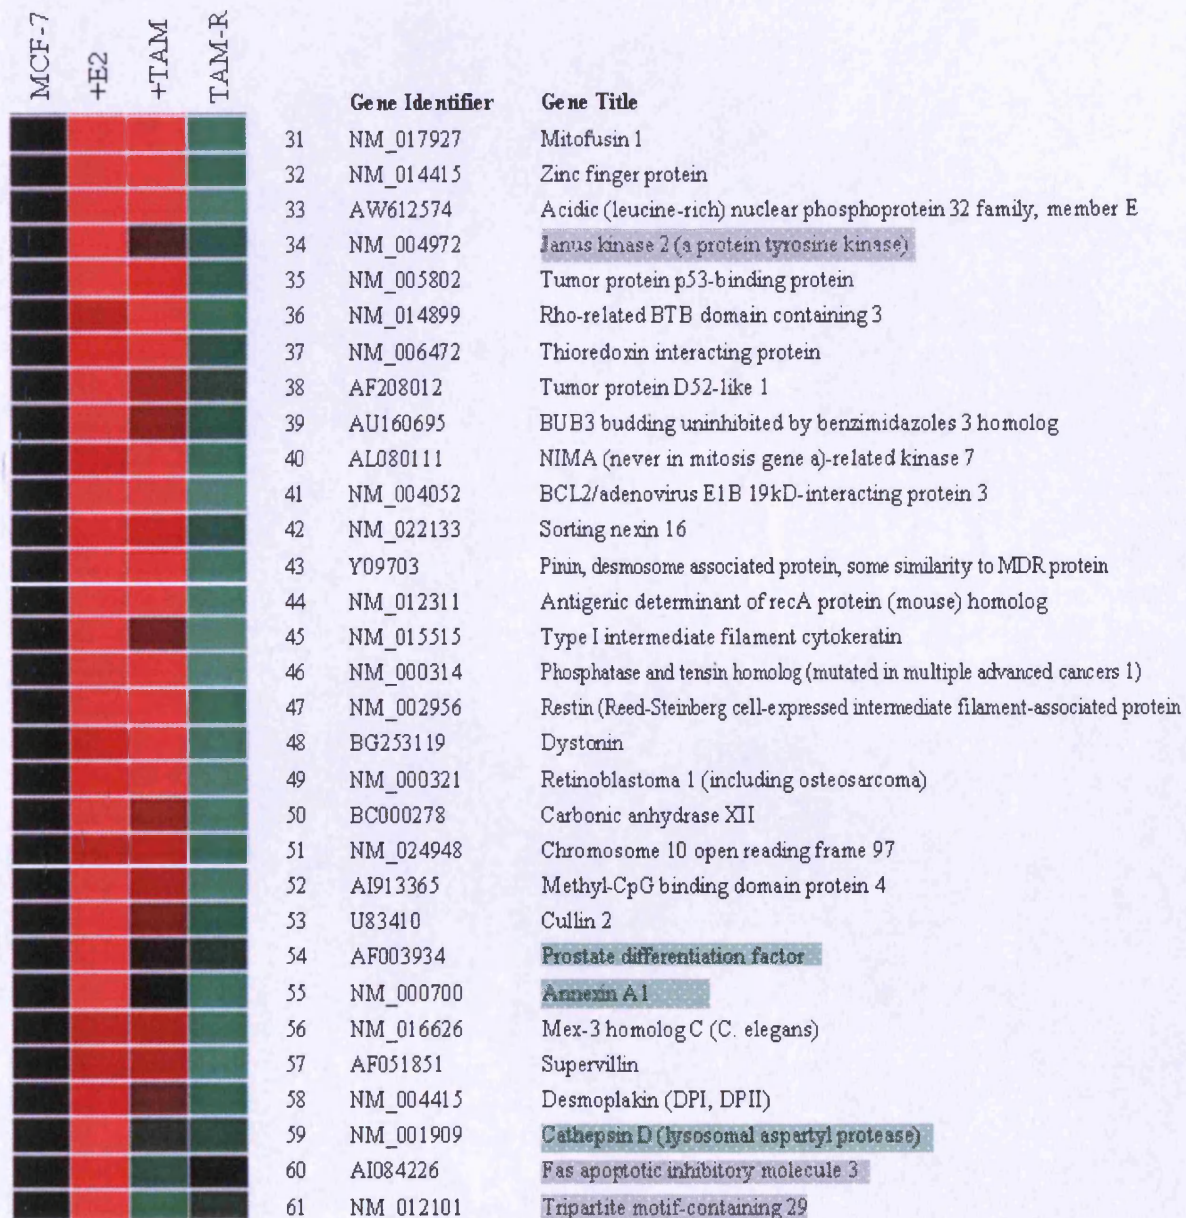 MCF-7 +E2 +TAM TAM-R
Gene Identifier Gene Title
31 NM_017927 Mitofusin 1
32 NM_014415 Zinc finger protein
33 AW612574 Acidic (leucine-rich) nuclear phosphoprotein 32 family, member E
34 NM_004972 Janus kinase 2 (a protein tyrosine kinase)
35 NM_005802 Tumor protein p53-binding protein
36 NM_014899 Rho-related BTB domain containing 3
37 NM_006472 Thioredoxin interacting protein
38 AF208012 Tumor protein D52-like 1
39 AU160695 BUB3 budding uninhibited by benzimidazoles 3 homolog
40 AL080111 NIMA (never in mitosis gene a)-related kinase 7
41 NM_004052 BCL2/adenovirus E1B 19kD-interacting protein 3
42 NM_022133 Sorting nexin 16
43 Y09703 Pinin, desmosome associated protein, some similarity to MDR protein
44 NM_012311 Antigenic determinant of recA protein (mouse) homolog
45 NM_015515 Type I intermediate filament cytokeratin
46 NM_000314 Phosphatase and tensin homolog (mutated in multiple advanced cancers 1)
47 NM_002956 Restin (Reed-Steinberg cell-expressed intermediate filament-associated protein
48 BG253119 Dystonin
49 NM_000321 Retinoblastoma 1 (including osteosarcoma)
50 BC000278 Carbonic anhydrase XII
51 NM_024948 Chromosome 10 open reading frame 97
52 AI913365 Methyl-CpG binding domain protein 4
53 U83410 Cullin 2
54 AF003934 Prostate differentiation factor
55 NM_000700 Annexin A1
56 NM_016626 Mex-3 homolog C (C. elegans)
57 AF051851 Supervillin
58 NM_004415 Desmoplakin (DPI, DPII)
59 NM_001909 Cathepsin D (lysosomal aspartyl protease)
60 AI084226 Fas apoptotic inhibitory molecule 3
61 NM_012101 Tripartite motif-containing 29